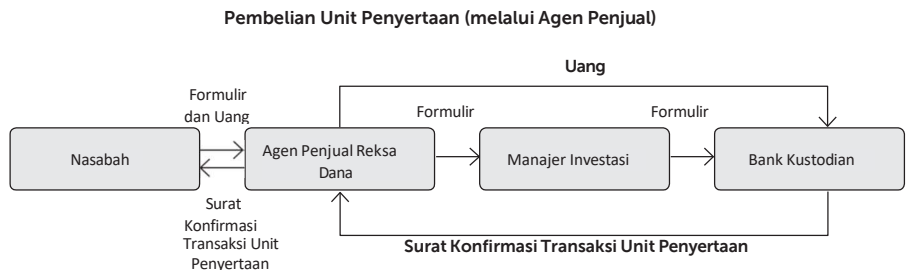 Pembelian Unit Penyertaan (melalui Agen Penjual)
Uang
Formulir
dan Uang
Formulir
Formulir
Nasabah
Agen Penjual Reksa
Dana
Manajer Investasi
Bank Kustodian
Surat
Konfirmasi
Transaksi Unit
Penyertaan
Surat Konfirmasi Transaksi Unit Penyertaan